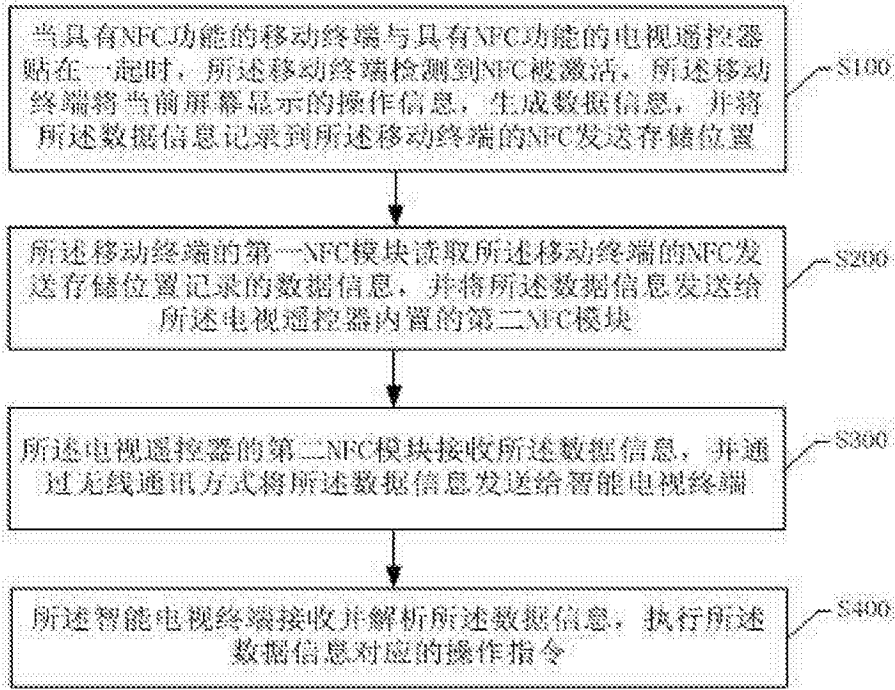 当具有NFC功能的移动终端与具有NFC功能的电视遥控器
贴在一起时，所述移动终端检测到NFC被激活，所述移动
终端将当前屏幕显示的操作信息，生成数据信息，并将
所述数据信息记录到所述移动终端的NFC发送存储位置
S100
所述移动终端的第一NFC模块读取所述移动终端的NFC发
送存储位置记录的数据信息，并将所述数据信息发送给
所述电视遥控器内置的第二NFC模块
S200
所述电视遥控器的第二NFC模块接收所述数据信息，并通
过无线通讯方式将所述数据信息发送给智能电视终端
S300
所述智能电视终端接收并解析所述数据信息，执行所述
数据信息对应的操作指令
S400